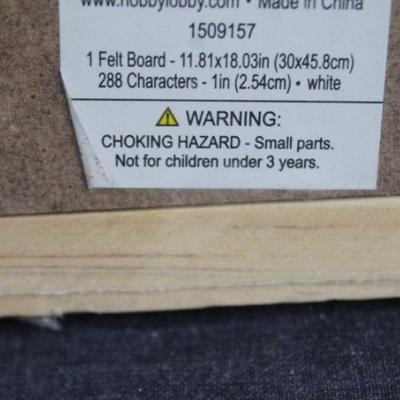 www.hobbylobby.com • Made in China
1509157
1 Felt Board - 11.81x18.03in (30x45.8cm)
288 Characters - 1in (2.54cm) • white
⚠ WARNING:
CHOKING HAZARD - Small parts.
Not for children under 3 years.